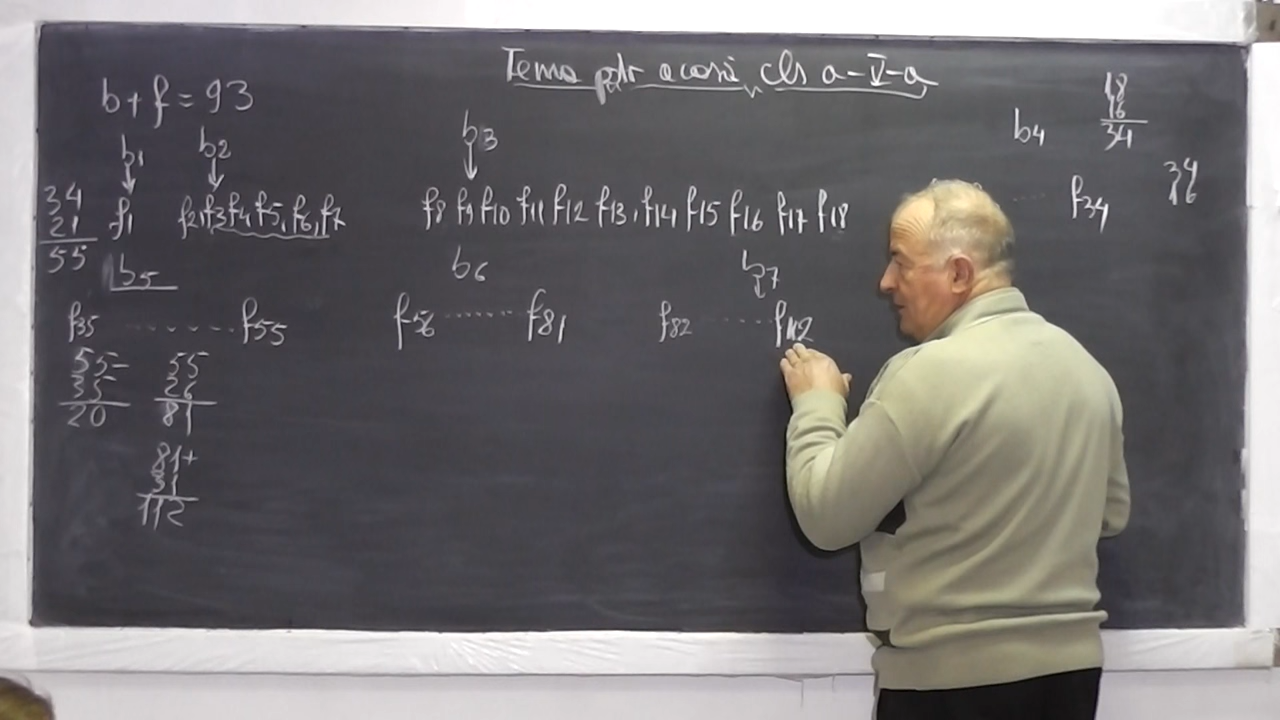 Temă ptr acasă cls a-V-a
b+f=93
18
16
34
b1 b2 b3 b4
34
21
55
f1 f2,f3,f4,f5,f6,f7 f8 f9 f10 f11 f12 f13, f14 f15 f16 f17 f18 ...... f34
34
16
b5 b6 b7
f35 ....... f55 f56 ....... f81 f82 ....... f112
55-
35
20
55
26
81
81+
31
112